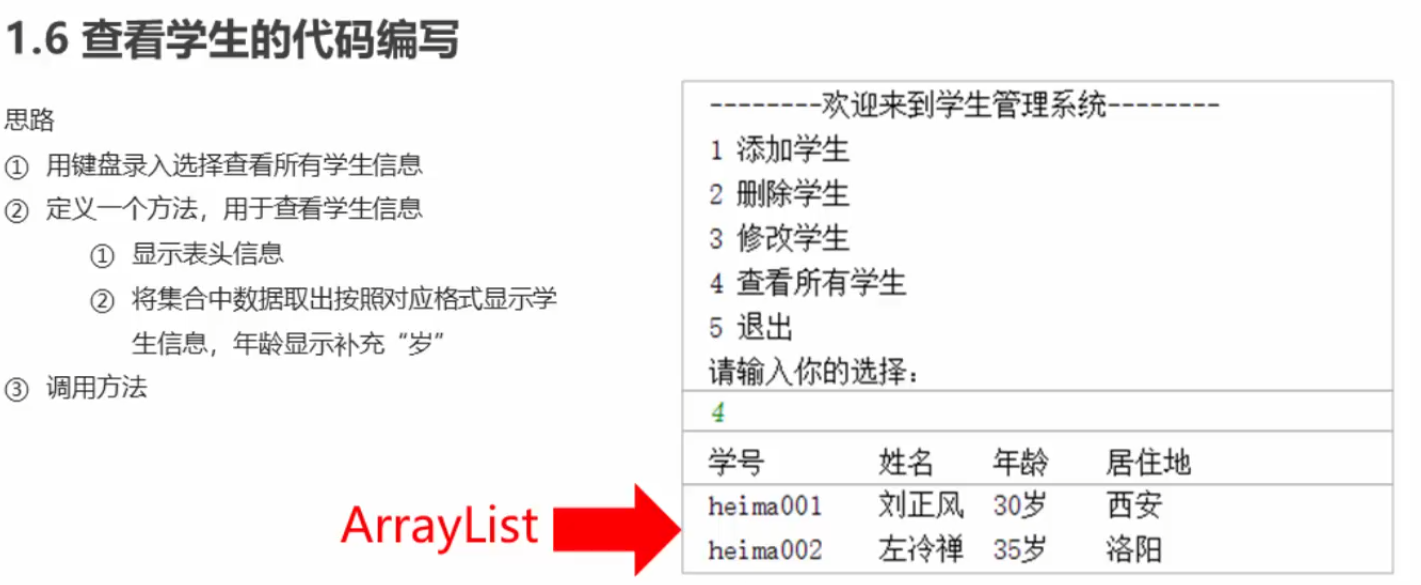 1.6 查看学生的代码编写
思路
① 用键盘录入选择查看所有学生信息
② 定义一个方法，用于查看学生信息
① 显示表头信息
② 将集合中数据取出按照对应格式显示学
生信息，年龄显示补充“岁”
③ 调用方法
--------欢迎来到学生管理系统--------
1 添加学生
2 删除学生
3 修改学生
4 查看所有学生
5 退出
请输入你的选择：
4
学号 姓名 年龄 居住地
heima001 刘正风 30岁 西安
heima002 左冷禅 35岁 洛阳
ArrayList